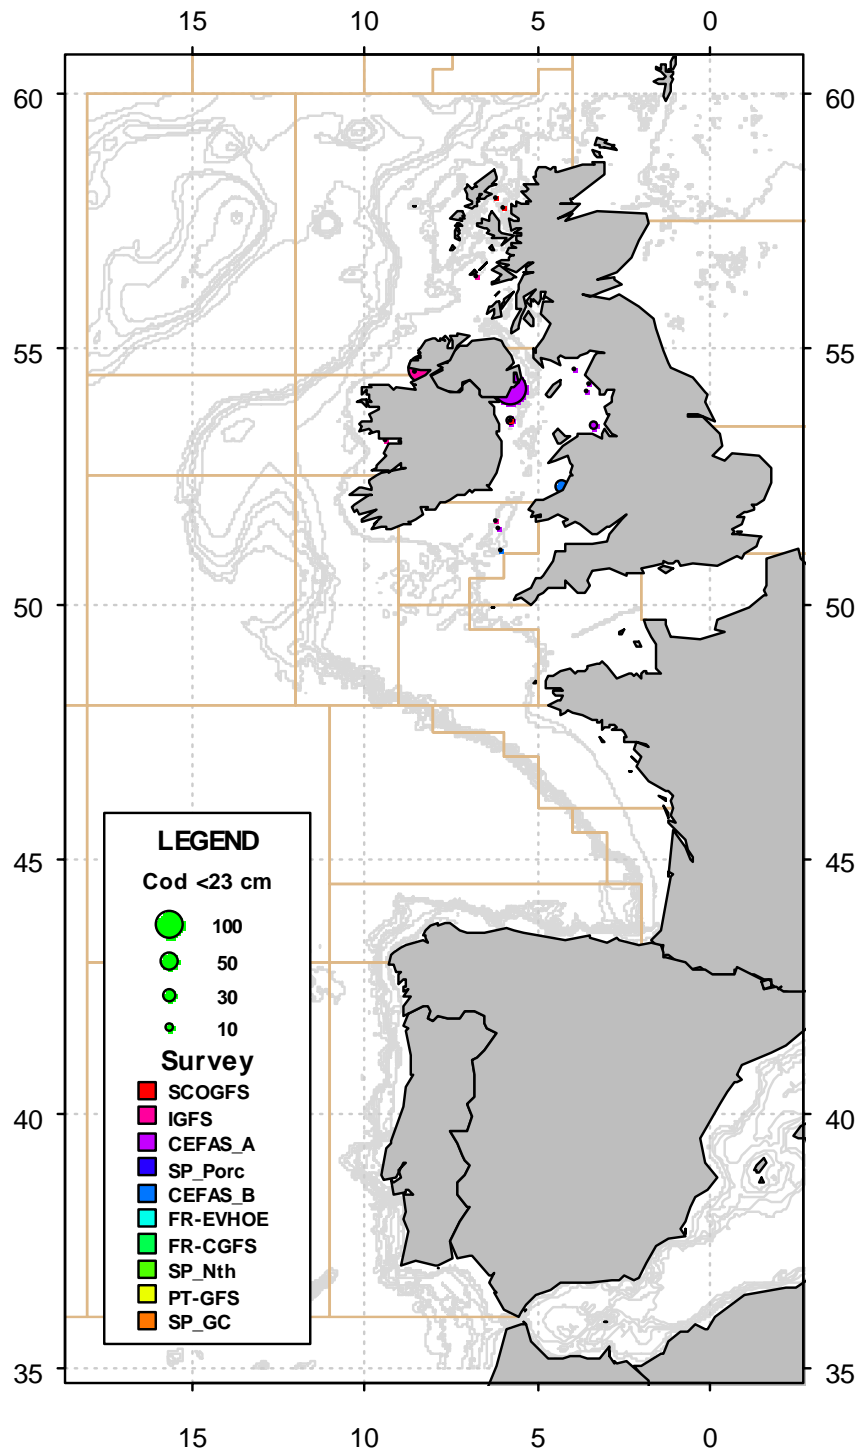 15 10 5 0
60 60
55 55
50 50
45 45
40 40
35 35
LEGEND
Cod <23 cm
100
50
30
10
Survey
SCOGFS
IGFS
CEFAS_A
SP_Porc
CEFAS_B
FR-EVHOE
FR-CGFS
SP_Nth
PT-GFS
SP_GC
15 10 5 0